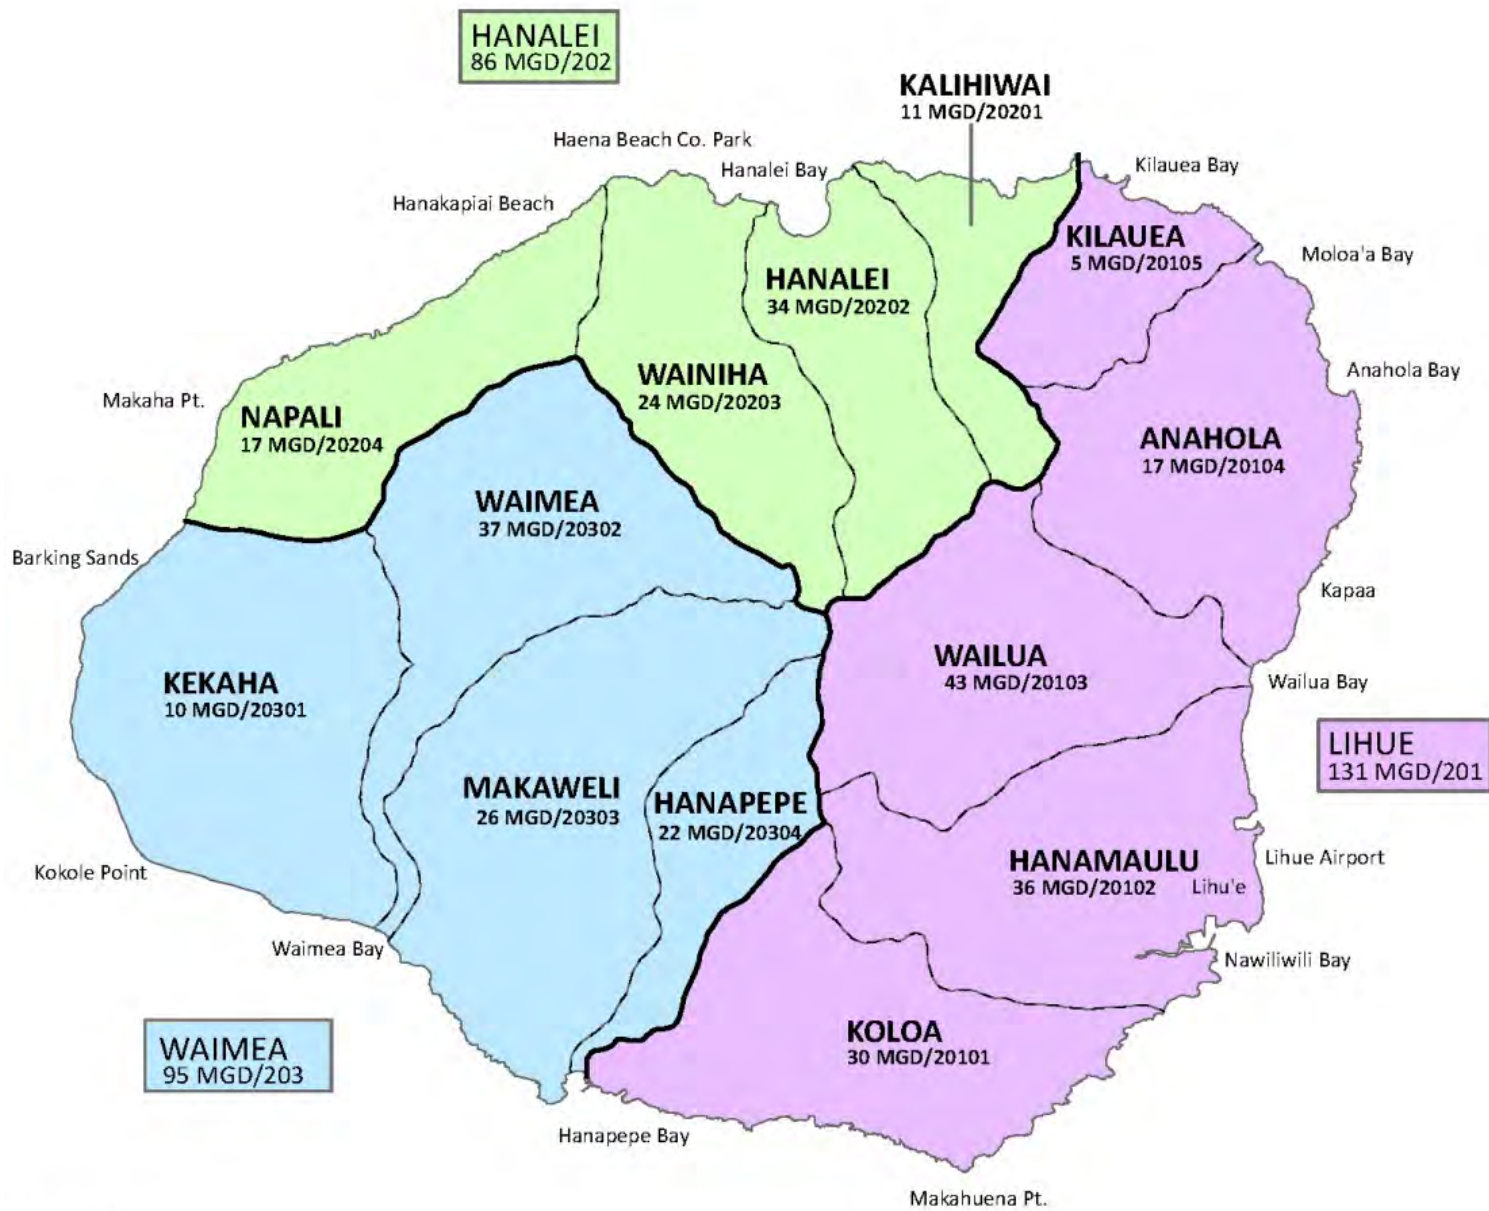 HANALEI
86 MGD/202
KALIHIWAI
11 MGD/20201
Haena Beach Co. Park
Hanalei Bay
Kilauea Bay
Hanakapiai Beach
KILAUEA
5 MGD/20105
Moloa'a Bay
HANALEI
34 MGD/20202
Anahola Bay
WAINIHA
24 MGD/20203
Makaha Pt.
NAPALI
17 MGD/20204
ANAHOLA
17 MGD/20104
WAIMEA
37 MGD/20302
Barking Sands
Kapaa
WAILUA
43 MGD/20103
KEKAHA
10 MGD/20301
Wailua Bay
LIHUE
131 MGD/201
MAKAWELI
26 MGD/20303
HANAPEPE
22 MGD/20304
HANAMAULU
36 MGD/20102
Lihu'e
Lihue Airport
Kokole Point
Waimea Bay
Nawiliwili Bay
KOLOA
30 MGD/20101
WAIMEA
95 MGD/203
Hanapepe Bay
Makahuena Pt.